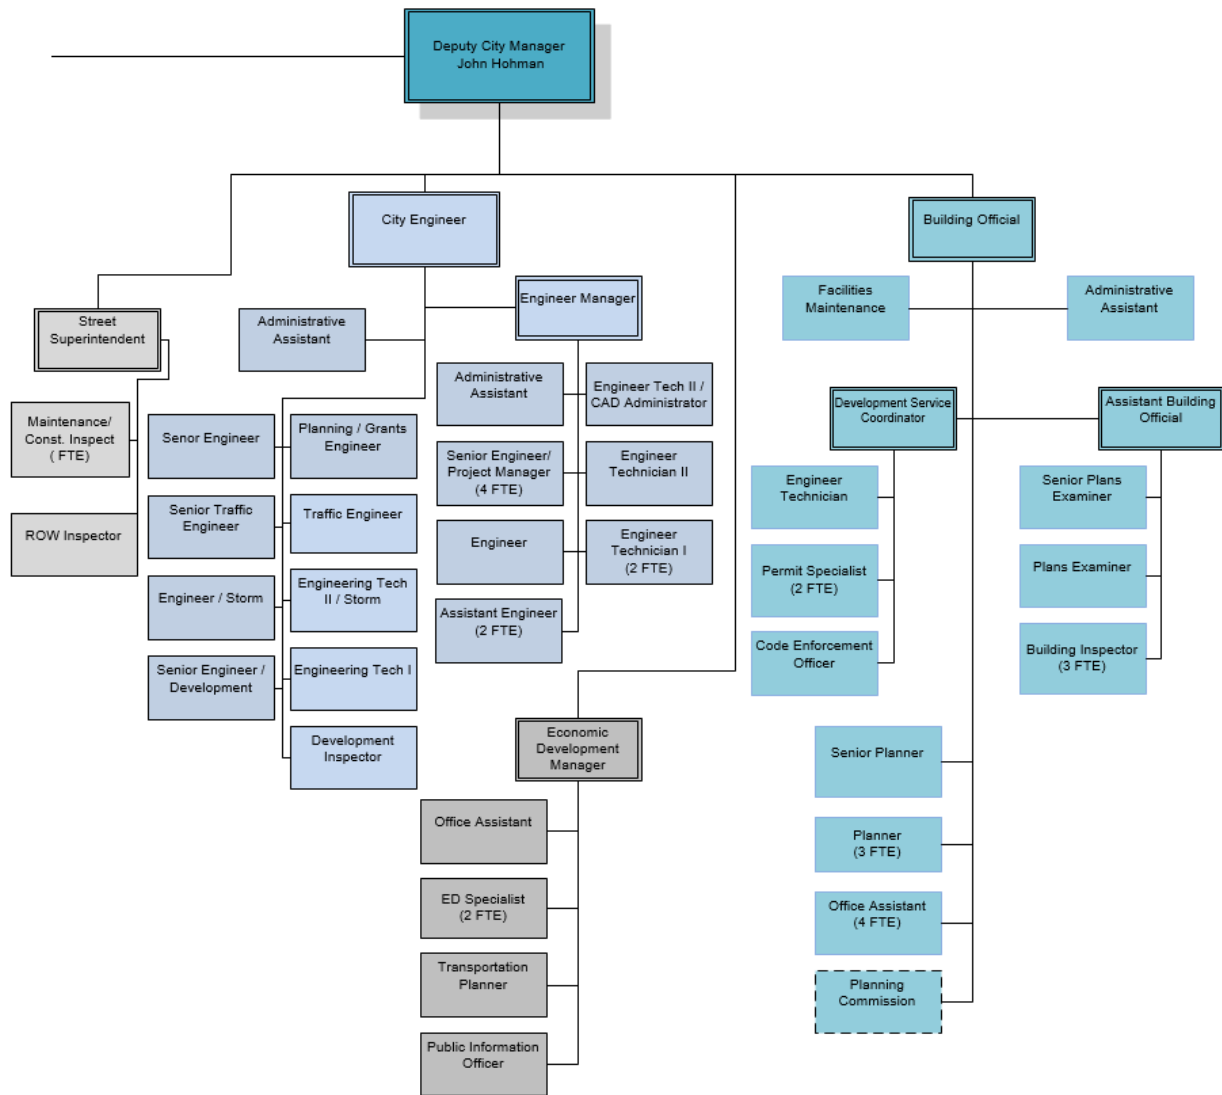 Deputy City Manager
John Hohman
City Engineer
Building Official
Engineer Manager
Facilities
Maintenance
Administrative
Assistant
Street
Superintendent
Administrative
Assistant
Administrative
Assistant
Engineer Tech II /
CAD Administrator
Development Service
Coordinator
Assistant Building
Official
Maintenance/
Const. Inspect
( FTE)
Senor Engineer
Planning / Grants
Engineer
Senior Engineer/
Project Manager
(4 FTE)
Engineer
Technician II
Engineer
Technician
Senior Plans
Examiner
ROW Inspector
Senior Traffic
Engineer
Traffic Engineer
Engineer
Engineer
Technician I
(2 FTE)
Permit Specialist
(2 FTE)
Plans Examiner
Engineer / Storm
Engineering Tech
II / Storm
Assistant Engineer
(2 FTE)
Code Enforcement
Officer
Building Inspector
(3 FTE)
Senior Engineer /
Development
Engineering Tech I
Development
Inspector
Economic
Development
Manager
Senior Planner
Office Assistant
Planner
(3 FTE)
ED Specialist
(2 FTE)
Office Assistant
(4 FTE)
Transportation
Planner
Planning
Commission
Public Information
Officer